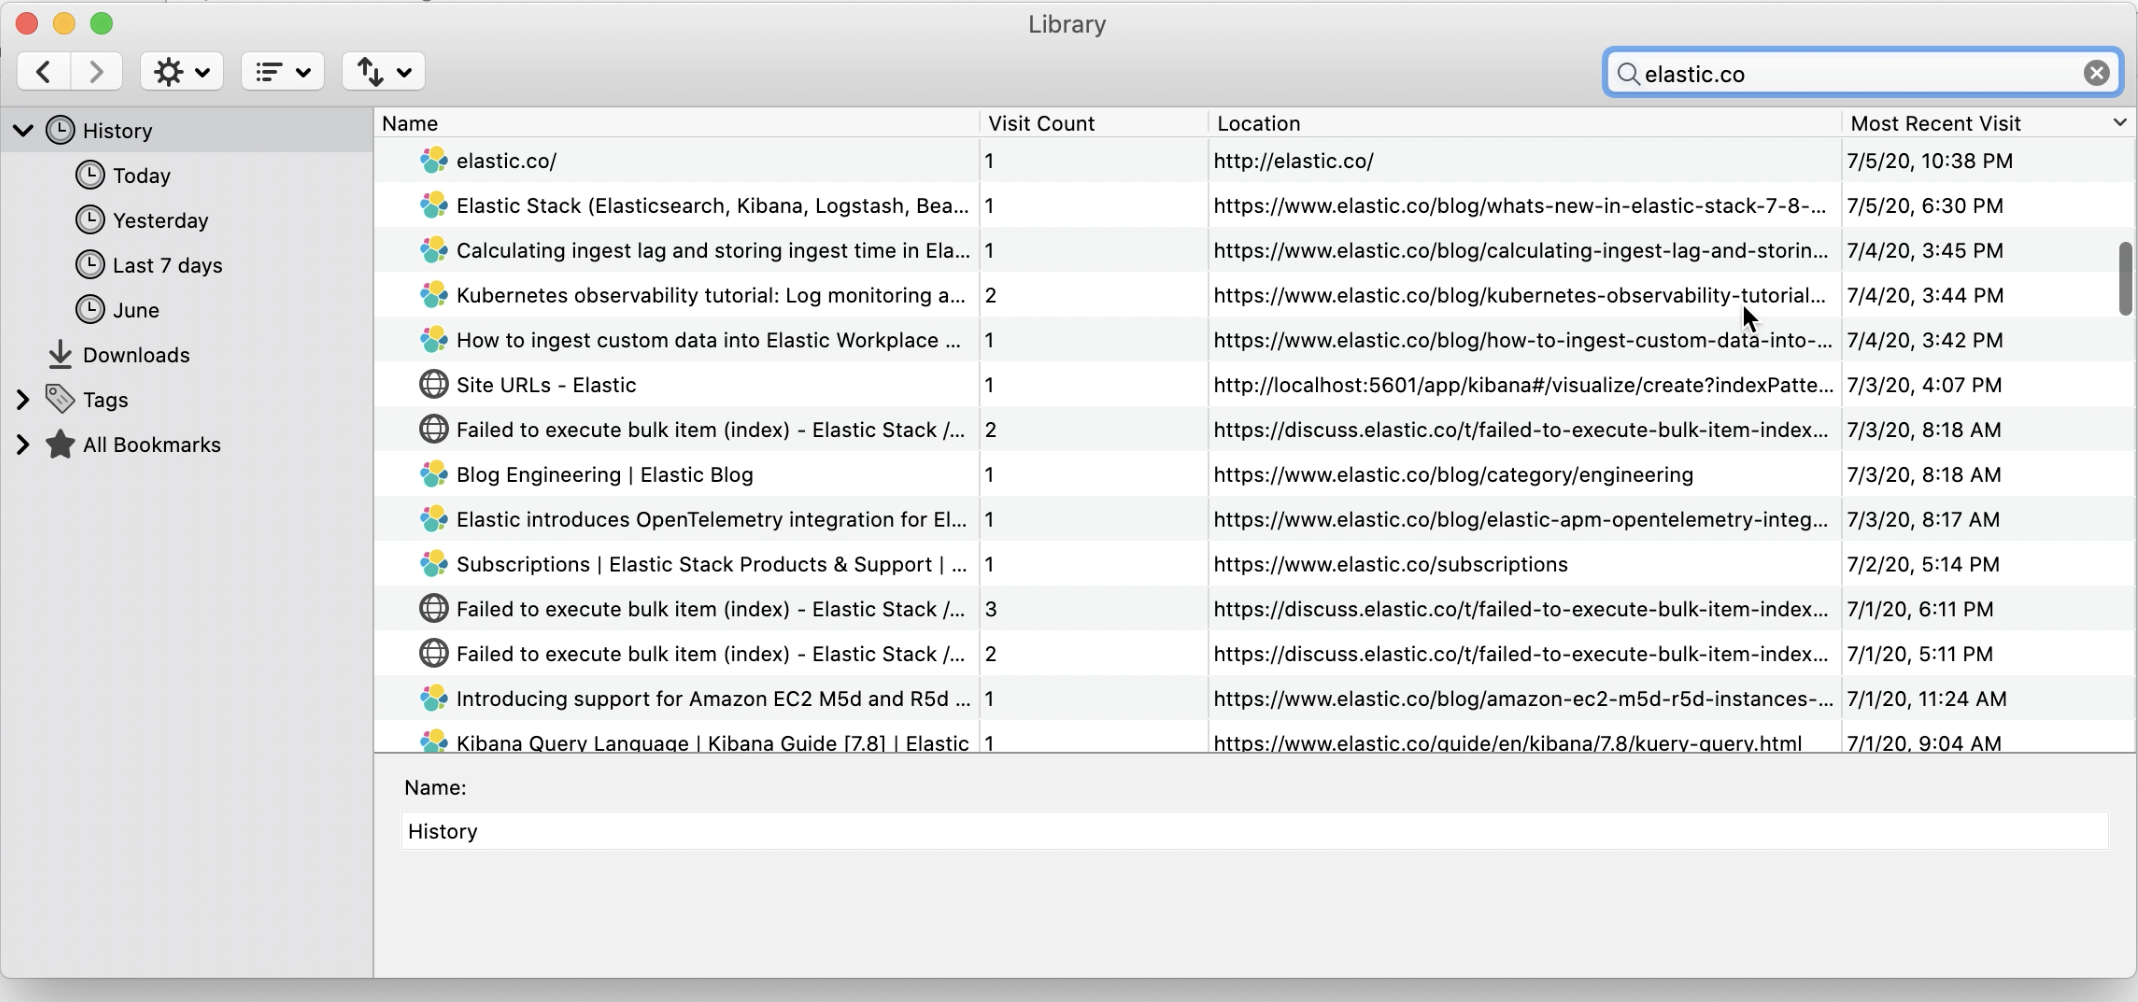 Library
elastic.co
History
Today
Yesterday
Last 7 days
June
Downloads
Tags
All Bookmarks
Name Visit Count Location Most Recent Visit
elastic.co/ 1 http://elastic.co/ 7/5/20, 10:38 PM
Elastic Stack (Elasticsearch, Kibana, Logstash, Bea... 1 https://www.elastic.co/blog/whats-new-in-elastic-stack-7-8-... 7/5/20, 6:30 PM
Calculating ingest lag and storing ingest time in Ela... 1 https://www.elastic.co/blog/calculating-ingest-lag-and-storin... 7/4/20, 3:45 PM
Kubernetes observability tutorial: Log monitoring a... 2 https://www.elastic.co/blog/kubernetes-observability-tutorial... 7/4/20, 3:44 PM
How to ingest custom data into Elastic Workplace ... 1 https://www.elastic.co/blog/how-to-ingest-custom-data-into-... 7/4/20, 3:42 PM
Site URLs - Elastic 1 http://localhost:5601/app/kibana#/visualize/create?indexPatte... 7/3/20, 4:07 PM
Failed to execute bulk item (index) - Elastic Stack /... 2 https://discuss.elastic.co/t/failed-to-execute-bulk-item-index... 7/3/20, 8:18 AM
Blog Engineering | Elastic Blog 1 https://www.elastic.co/blog/category/engineering 7/3/20, 8:18 AM
Elastic introduces OpenTelemetry integration for El... 1 https://www.elastic.co/blog/elastic-apm-opentelemetry-integ... 7/3/20, 8:17 AM
Subscriptions | Elastic Stack Products & Support | ... 1 https://www.elastic.co/subscriptions 7/2/20, 5:14 PM
Failed to execute bulk item (index) - Elastic Stack /... 3 https://discuss.elastic.co/t/failed-to-execute-bulk-item-index... 7/1/20, 6:11 PM
Failed to execute bulk item (index) - Elastic Stack /... 2 https://discuss.elastic.co/t/failed-to-execute-bulk-item-index... 7/1/20, 5:11 PM
Introducing support for Amazon EC2 M5d and R5d ... 1 https://www.elastic.co/blog/amazon-ec2-m5d-r5d-instances-... 7/1/20, 11:24 AM
Kibana Query Language | Kibana Guide [7.8] | Elastic 1 https://www.elastic.co/guide/en/kibana/7.8/kuery-query.html 7/1/20, 9:04 AM
Name:
History